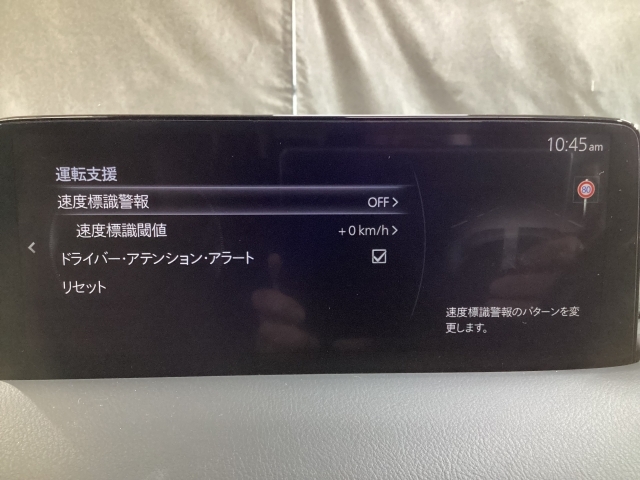 10:45 am
運転支援
速度標識警報 OFF
速度標識閾値 +0 km/h
ドライバー・アテンション・アラート
リセット
速度標識警報のパターンを変
更します。